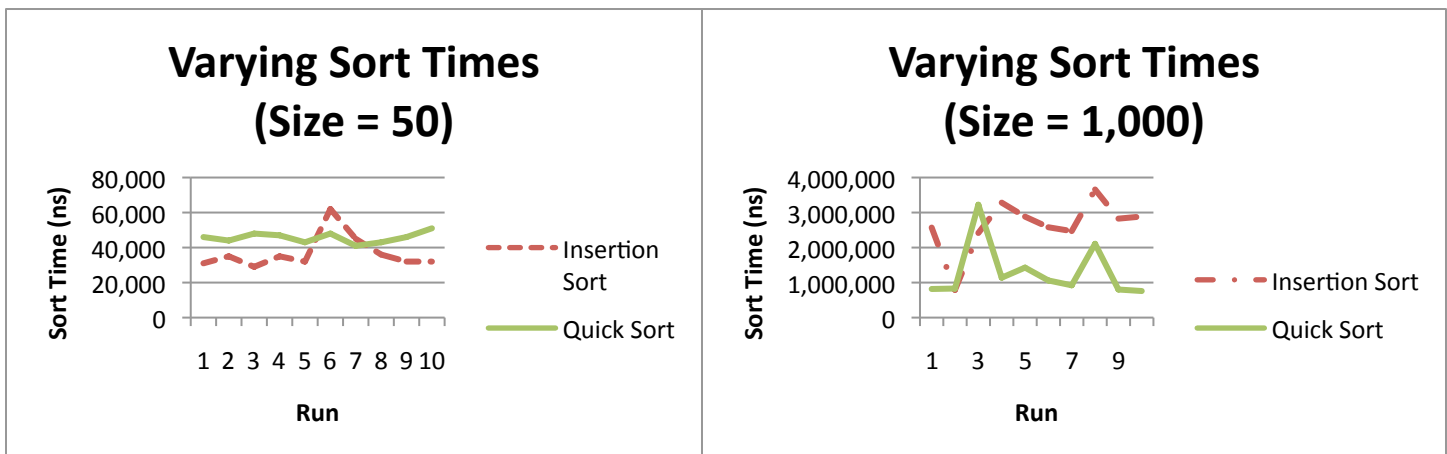 Varying Sort Times
(Size = 50)
Sort Time (ns)
80,000
60,000
40,000
20,000
0
1 2 3 4 5 6 7 8 9 10
Run
Insertion
Sort
Quick Sort
Varying Sort Times
(Size = 1,000)
Sort Time (ns)
4,000,000
3,000,000
2,000,000
1,000,000
0
1 3 5 7 9
Run
Insertion Sort
Quick Sort